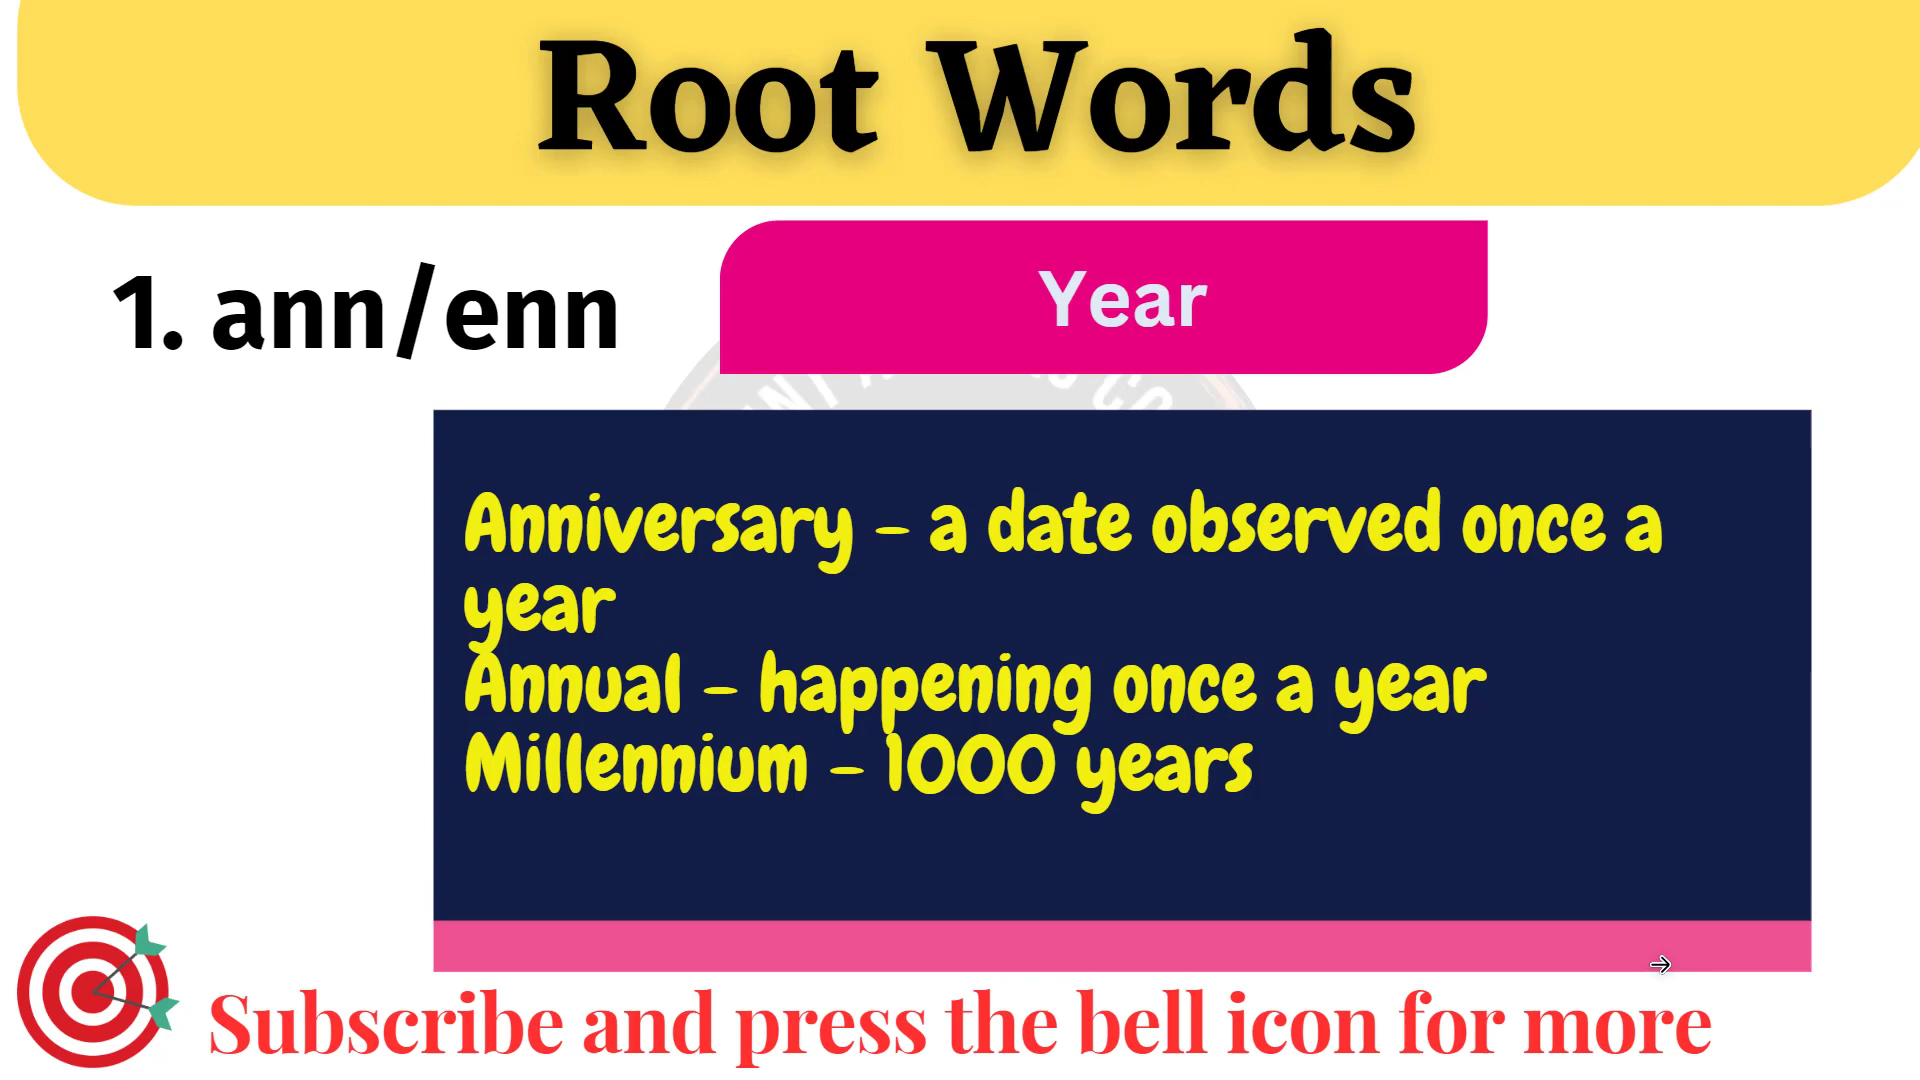 Root Words
1. ann/enn
Year
Anniversary - a date observed once a
year
Annual - happening once a year
Millennium - 1000 years
Subscribe and press the bell icon for more